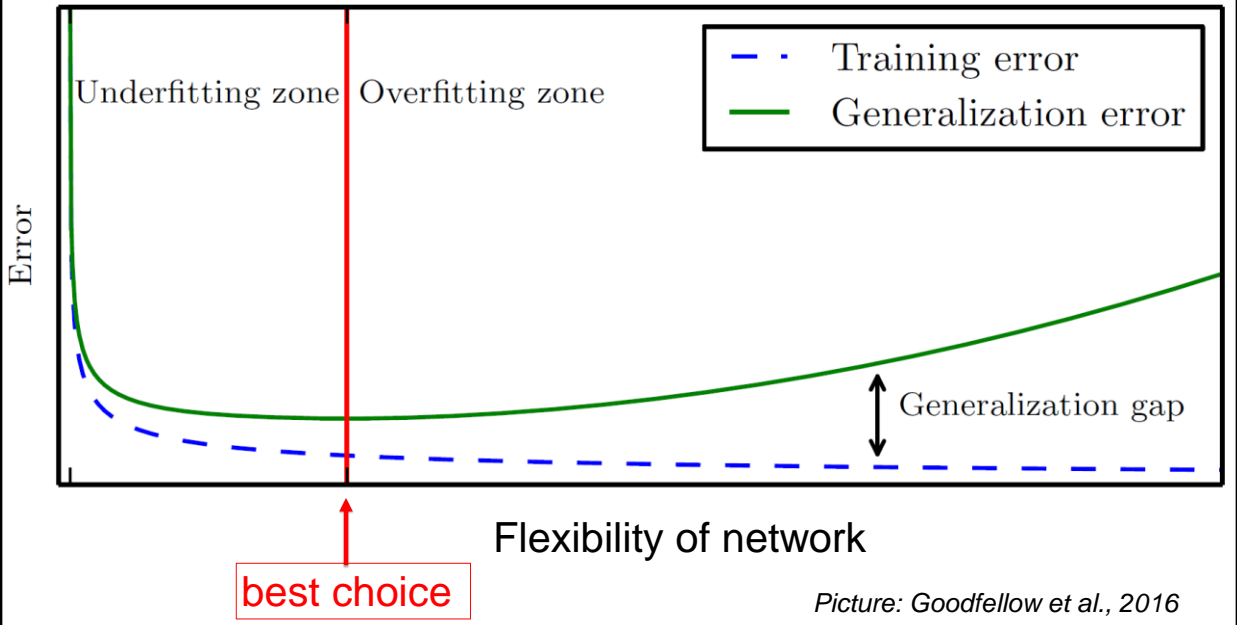 Training error
Generalization error
Underfitting zone
Overfitting zone
Error
Generalization gap
Flexibility of network
best choice
Picture: Goodfellow et al., 2016